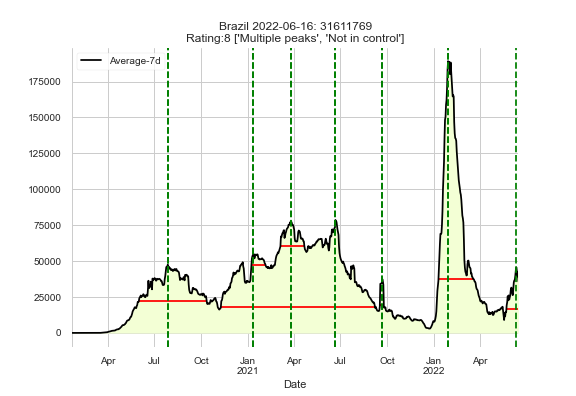 Brazil 2022-06-16: 31611769
Rating:8 ['Multiple peaks', 'Not in control']
Average-7d
175000
150000
125000
100000
75000
50000
25000
0
Apr Jul Oct Jan Apr Jul Oct Jan Apr
2021 2022
Date